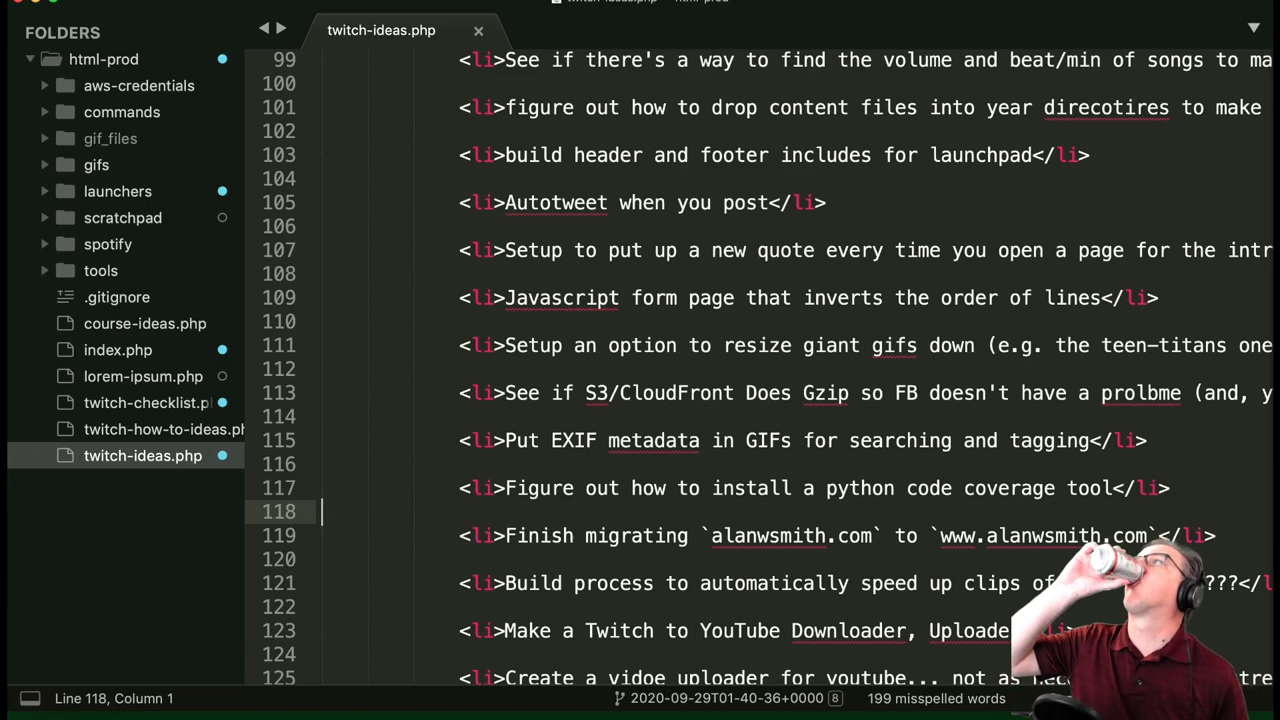 FOLDERS
html-prod
aws-credentials
commands
gif_files
gifs
launchers
scratchpad
spotify
tools
.gitignore
course-ideas.php
index.php
lorem-ipsum.php
twitch-checklist.p
twitch-how-to-ideas.ph
twitch-ideas.php
twitch-ideas.php
99 <li>See if there's a way to find the volume and beat/min of songs to ma
100
101 <li>figure out how to drop content files into year direcotires to make
102
103 <li>build header and footer includes for launchpad</li>
104
105 <li>Autotweet when you post</li>
106
107 <li>Setup to put up a new quote every time you open a page for the intr
108
109 <li>Javascript form page that inverts the order of lines</li>
110
111 <li>Setup an option to resize giant gifs down (e.g. the teen-titans one
112
113 <li>See if S3/CloudFront Does Gzip so FB doesn't have a prolbme (and, y
114
115 <li>Put EXIF metadata in GIFs for searching and tagging</li>
116
117 <li>Figure out how to install a python code coverage tool</li>
118
119 <li>Finish migrating `alanwsmith.com` to `www.alanwsmith.com`</li>
120
121 <li>Build process to automatically speed up clips of ???</l
122
123 <li>Make a Twitch to YouTube Downloader, Uploade
124
125 <li>Create a vidoe uploader for youtube... not as
Line 118, Column 1
2020-09-29T01-40-36+0000 8
199 misspelled words